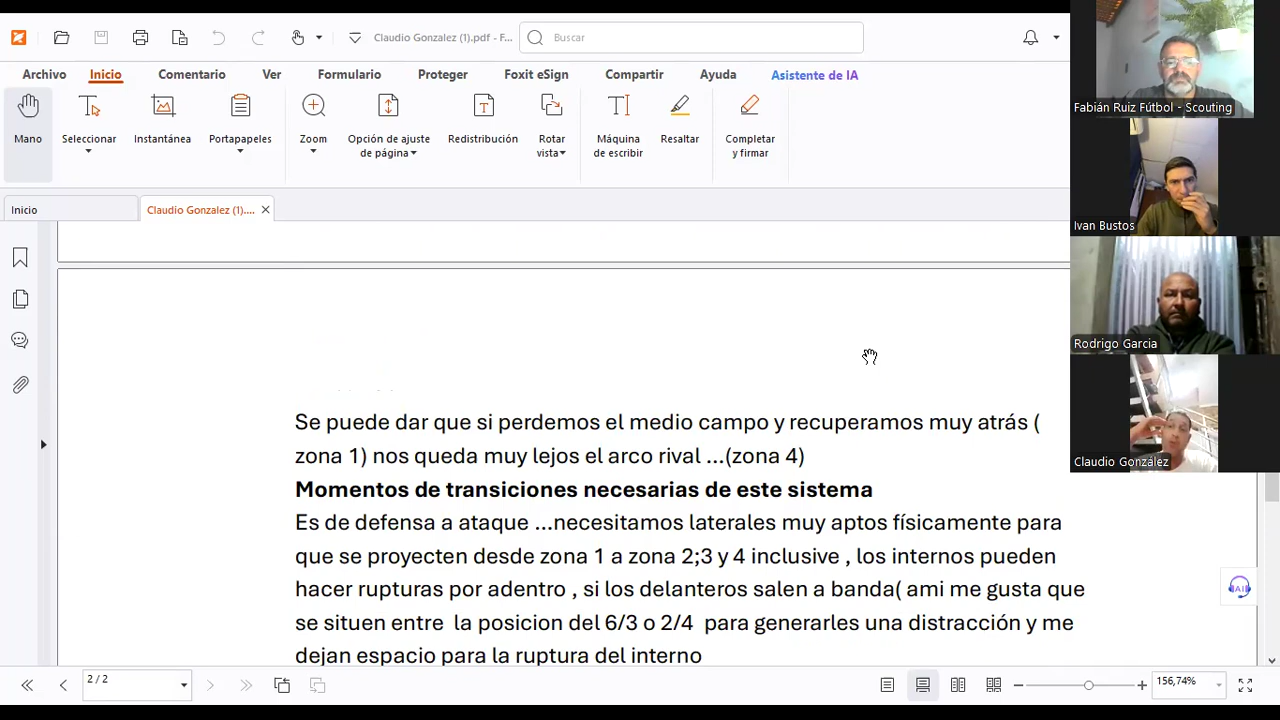 Claudio Gonzalez (1).pdf - F...
Buscar
Archivo
Inicio
Comentario
Ver
Formulario
Proteger
Foxit eSign
Compartir
Ayuda
Asistente de IA
Mano
Seleccionar
Instantánea
Portapapeles
Zoom
Opción de ajuste
de página
Redistribución
Rotar
vista
Máquina
de escribir
Resaltar
Completar
y firmar
Inicio
Claudio Gonzalez (1)....
Se puede dar que si perdemos el medio campo y recuperamos muy atrás (
zona 1) nos queda muy lejos el arco rival ...(zona 4)
Momentos de transiciones necesarias de este sistema
Es de defensa a ataque ...necesitamos laterales muy aptos físicamente para
que se proyecten desde zona 1 a zona 2;3 y 4 inclusive , los internos pueden
hacer rupturas por adentro , si los delanteros salen a banda( ami me gusta que
se situen entre la posicion del 6/3 o 2/4 para generarles una distracción y me
dejan espacio para la ruptura del interno
AI
2 / 2
156,74%
Fabián Ruiz Fútbol - Scouting
Ivan Bustos
Rodrigo Garcia
Claudio González